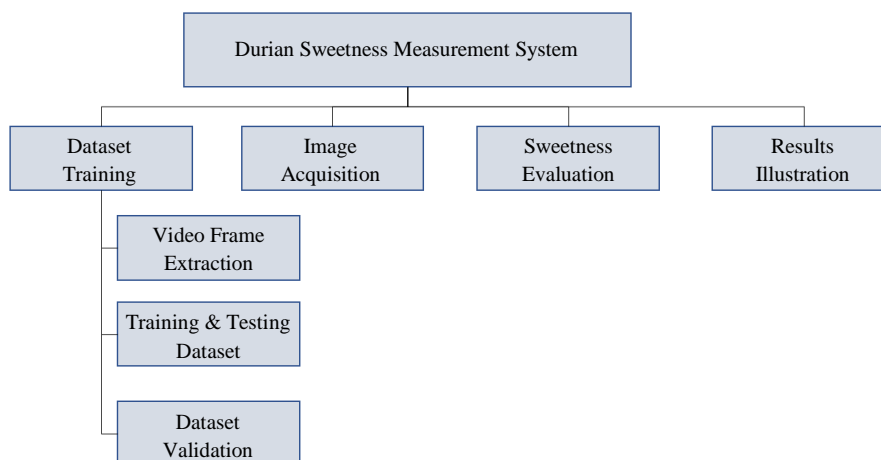 Durian Sweetness Measurement System
Dataset
Training
Image
Acquisition
Sweetness
Evaluation
Results
Illustration
Video Frame
Extraction
Training & Testing
Dataset
Dataset
Validation